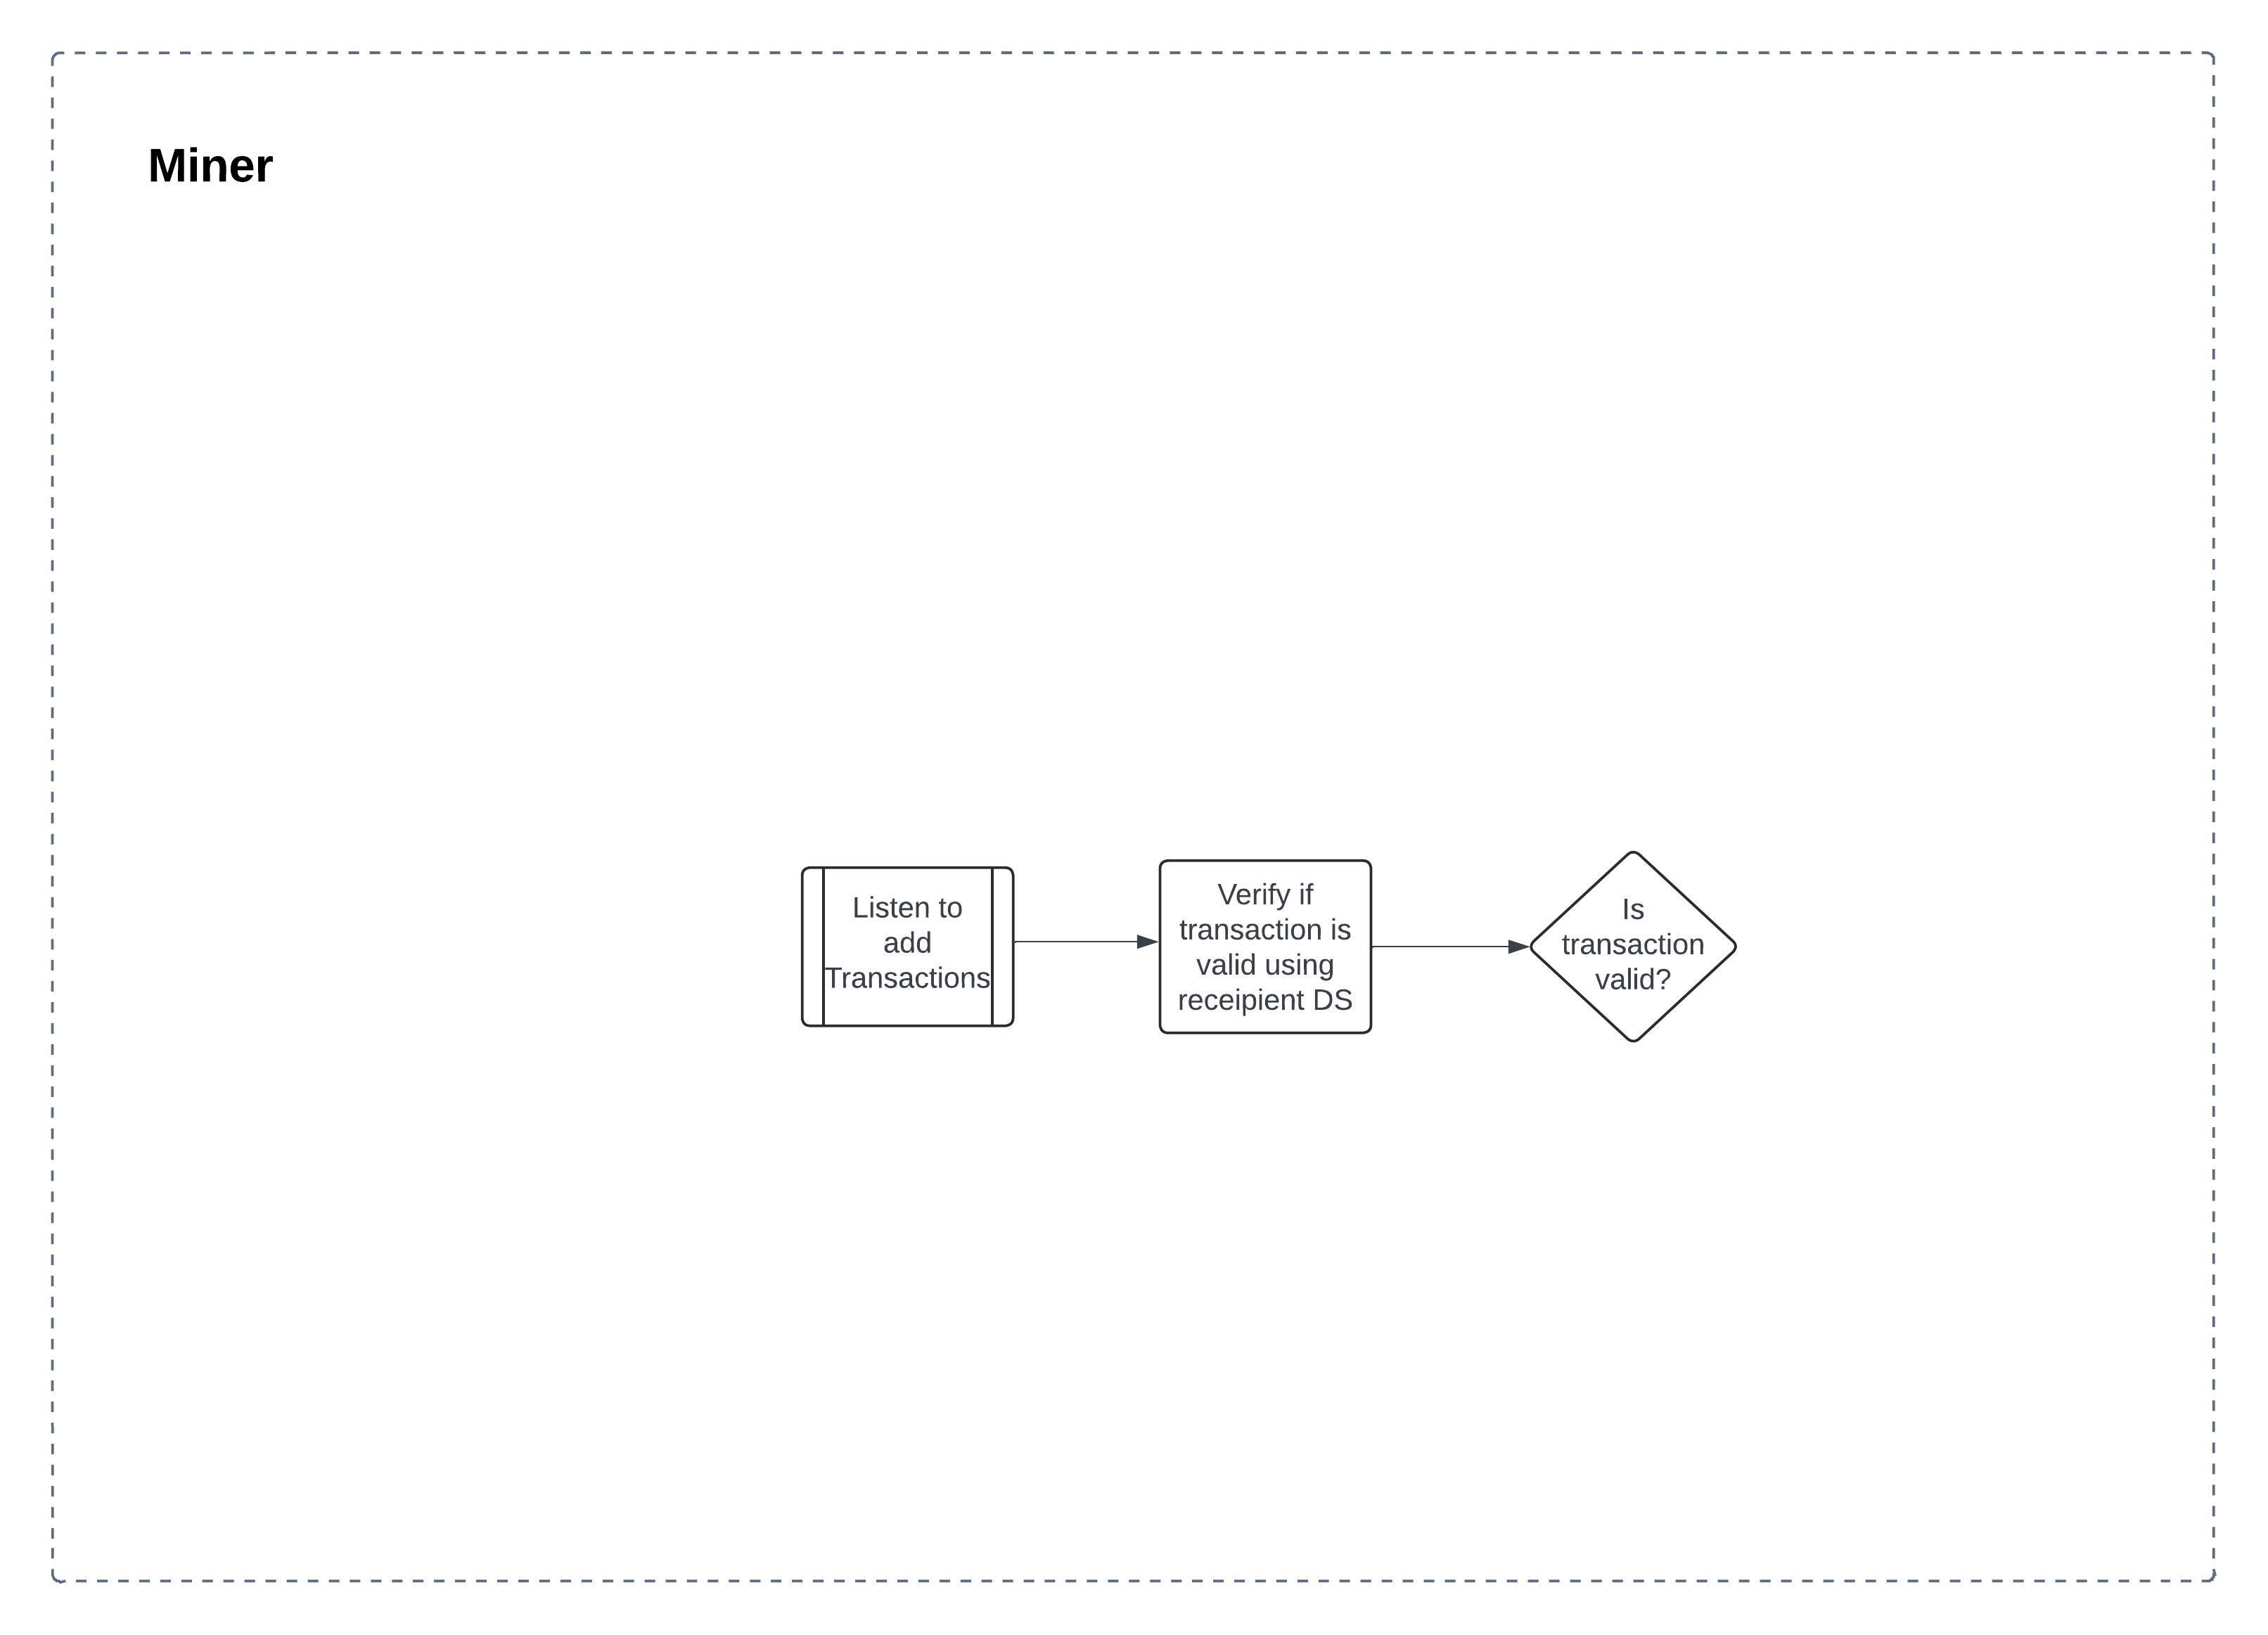 Miner
Listen to
add
Transactions
Verify if
transaction is
valid using
receipient DS
Is
transaction
valid?